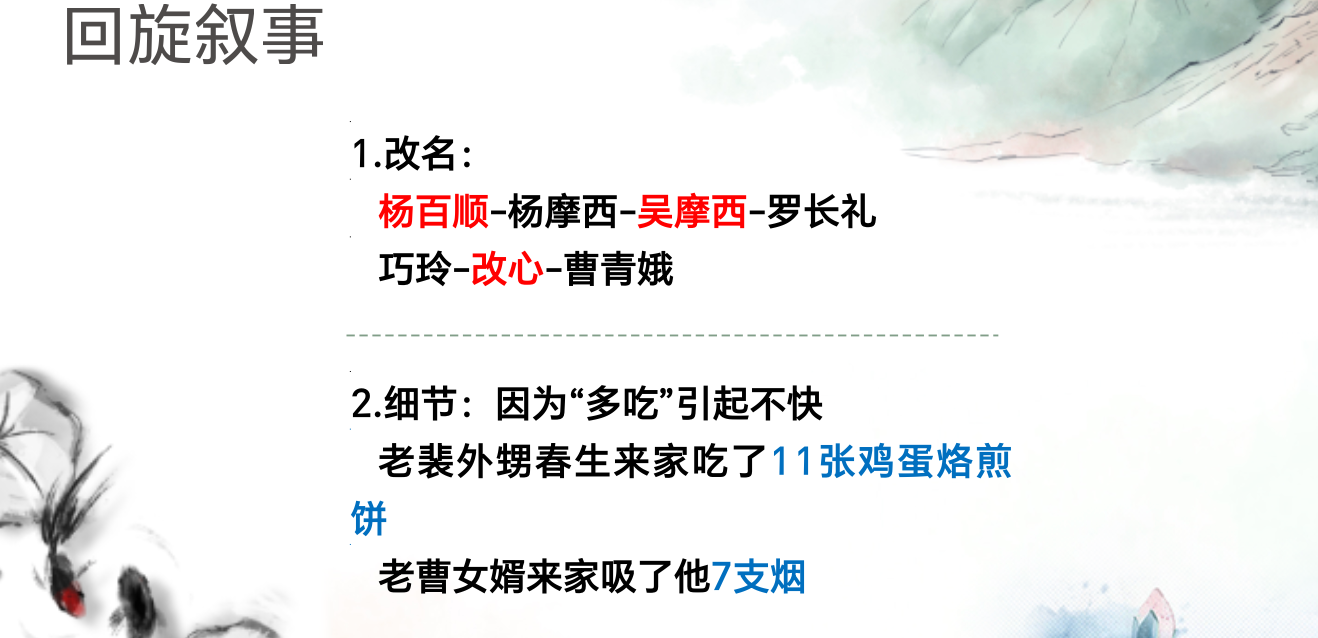 回旋叙事
1.改名：
杨百顺-杨摩西-吴摩西-罗长礼
巧玲-改心-曹青娥
2.细节：因为“多吃”引起不快
老裴外甥春生来家吃了11张鸡蛋烙煎
饼
老曹女婿来家吸了他7支烟